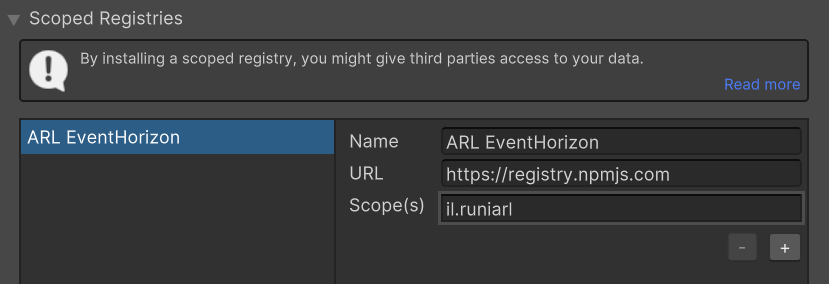 Scoped Registries
By installing a scoped registry, you might give third parties access to your data.
Read more
ARL EventHorizon
Name ARL EventHorizon
URL https://registry.npmjs.com
Scope(s) il.runiarl
- +